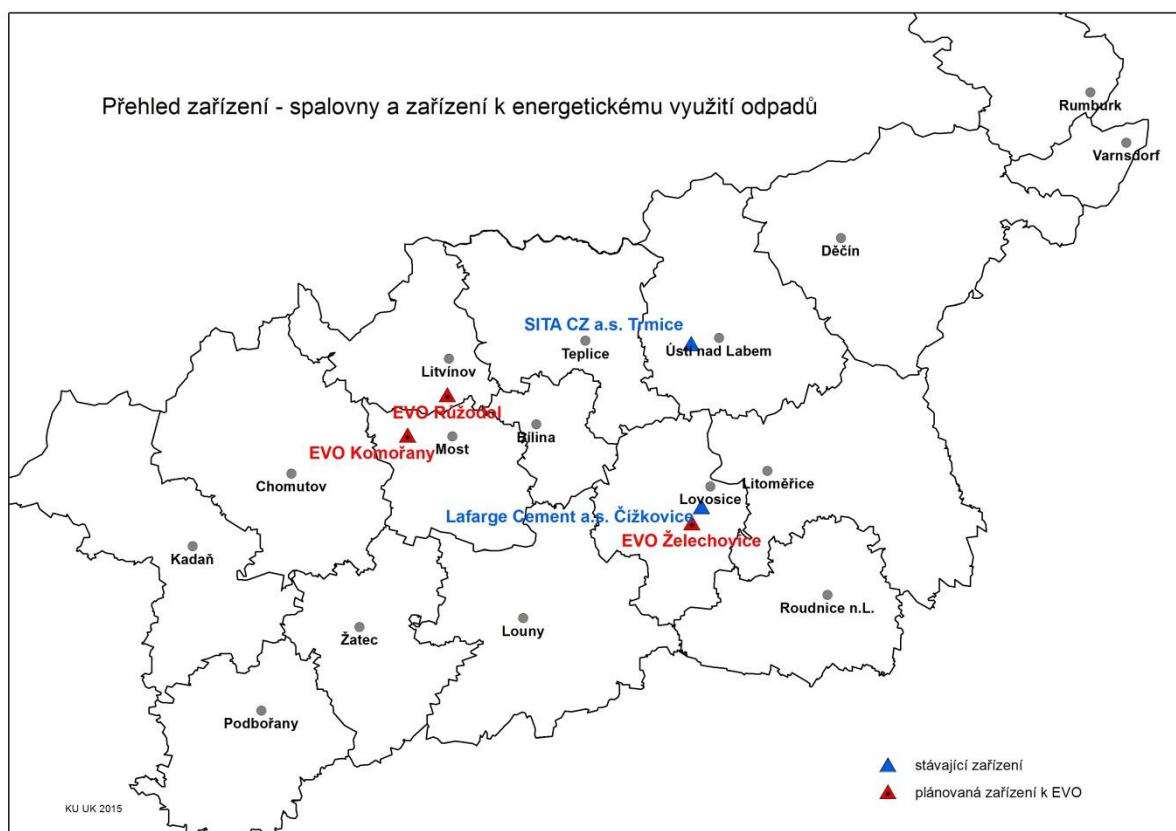 Přehled zařízení - spalovny a zařízení k energetickému využití odpadů
Rumburk
Varnsdorf
Děčín
SITA CZ a.s. Trmice
Teplice
Ústí nad Labem
Litvínov
EVO Růžodol
EVO Komořany
Most
Bílina
Chomutov
Litoměřice
Lovosice
Lafarge Cement a.s. Čížkovice
EVO Želechovice
Kadaň
Roudnice n.L.
Louny
Žatec
Podbořany
stávající zařízení
plánovaná zařízení k EVO
KU UK 2015